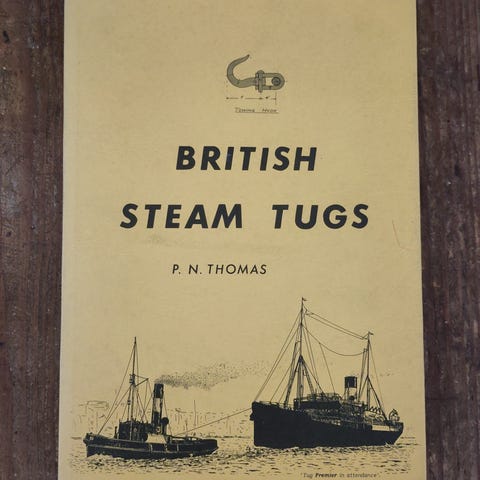 TOWING HOOK
BRITISH
STEAM TUGS
P. N. THOMAS
'Tug Premier in attendance'.